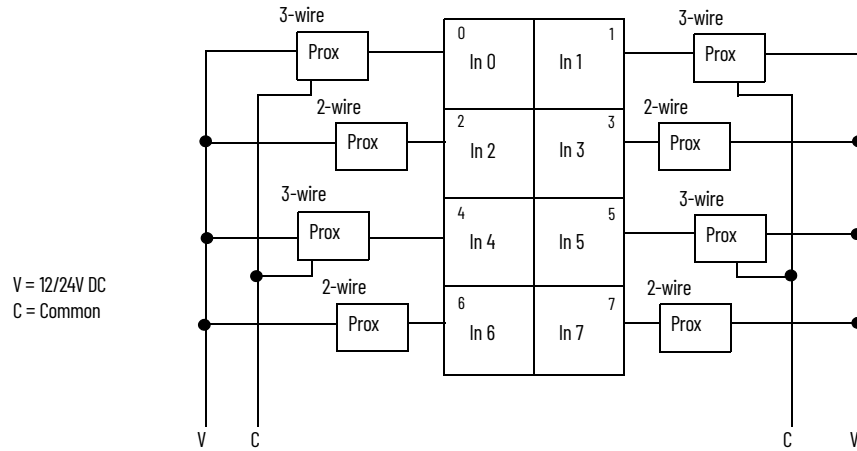 3-wire
3-wire
Prox
0
In 0
1
In 1
Prox
2-wire
2-wire
Prox
2
In 2
3
In 3
Prox
3-wire
3-wire
Prox
4
In 4
5
In 5
Prox
V = 12/24V DC
C = Common
2-wire
2-wire
Prox
6
In 6
7
In 7
Prox
V
C
C
V